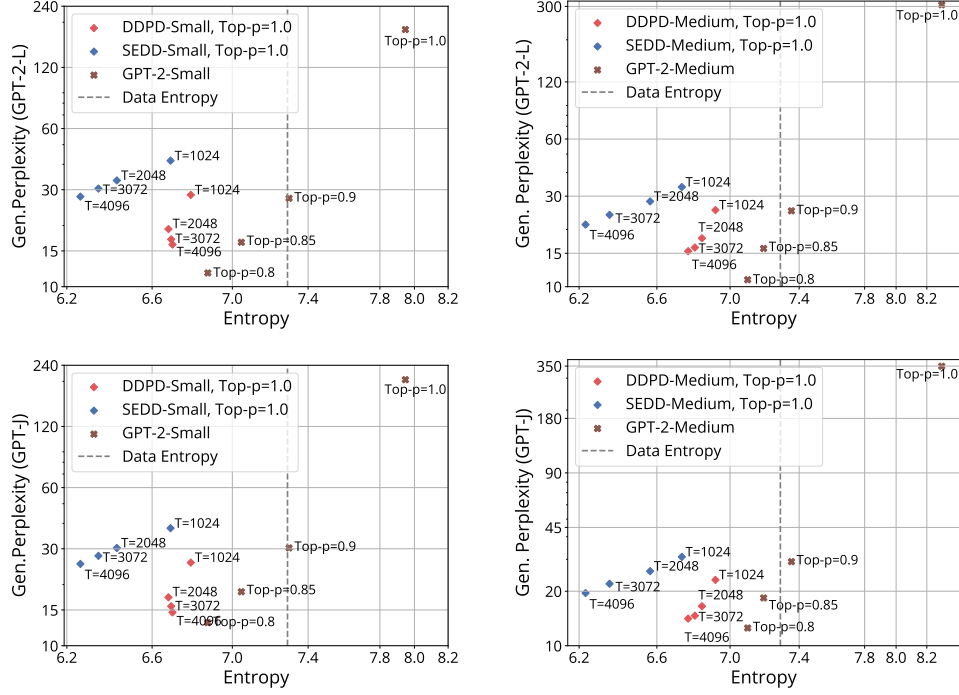 Gen.Perplexity (GPT-2-L)
240
120
60
30
15
10
DDPD-Small, Top-p=1.0
SEDD-Small, Top-p=1.0
GPT-2-Small
Data Entropy
Top-p=1.0
T=1024
T=2048
T=3072
T=4096
T=1024
T=2048
T=3072
T=4096
Top-p=0.9
Top-p=0.85
Top-p=0.8
6.2 6.6 7.0 7.4 7.8 8.2
Entropy
Gen. Perplexity (GPT-2-L)
300
120
60
30
15
10
DDPD-Medium, Top-p=1.0
SEDD-Medium, Top-p=1.0
GPT-2-Medium
Data Entropy
Top-p=1.0
T=1024
T=2048
T=3072
T=4096
T=1024
T=2048
T=3072
T=4096
Top-p=0.9
Top-p=0.85
Top-p=0.8
6.2 6.6 7.0 7.4 7.8 8.0 8.2
Entropy
Gen.Perplexity (GPT-J)
240
120
60
30
15
10
DDPD-Small, Top-p=1.0
SEDD-Small, Top-p=1.0
GPT-2-Small
Data Entropy
Top-p=1.0
T=1024
T=2048
T=3072
T=4096
T=1024
T=2048
T=3072
T=4096
Top-p=0.9
Top-p=0.85
Top-p=0.8
6.2 6.6 7.0 7.4 7.8 8.2
Entropy
Gen. Perplexity (GPT-J)
350
180
90
45
20
10
DDPD-Medium, Top-p=1.0
SEDD-Medium, Top-p=1.0
GPT-2-Medium
Data Entropy
Top-p=1.0
T=1024
T=2048
T=3072
T=4096
T=1024
T=2048
T=3072
T=4096
Top-p=0.9
Top-p=0.85
Top-p=0.8
6.2 6.6 7.0 7.4 7.8 8.0 8.2
Entropy